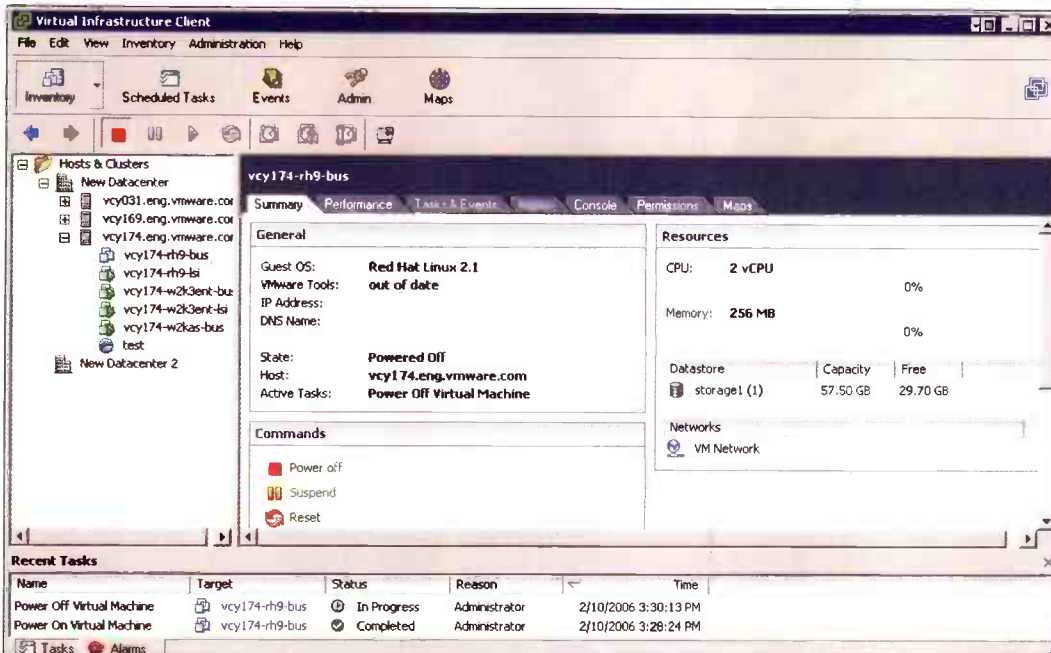 Virtual Infrastructure Client
File Edit View Inventory Administration Help
Inventory Scheduled Tasks Events Admin Maps
Hosts & Clusters
New Datacenter
vcy031.eng.vmware.cor
vcy169.eng.vmware.cor
vcy174.eng.vmware.cor
vcy174-rh9-bus
vcy174-rh9-lsi
vcy174-w2k3ent-bu
vcy174-w2k3ent-lsi
vcy174-w2kas-bus
test
New Datacenter 2
vcy174-rh9-bus
Summary Performance Tasks & Events Console Permissions Maps
General
Guest OS: Red Hat Linux 2.1
VMware Tools: out of date
IP Address:
DNS Name:
State: Powered Off
Host: vcy174.eng.vmware.com
Active Tasks: Power Off Virtual Machine
Commands
Power off
Suspend
Reset
Resources
CPU: 2 vCPU
0%
Memory: 256 MB
0%
Datastore Capacity Free
storage1 (1) 57.50 GB 29.70 GB
Networks
VM Network
Recent Tasks
Name Target Status Reason Time
Power Off Virtual Machine vcy174-rh9-bus In Progress Administrator 2/10/2006 3:30:13 PM
Power On Virtual Machine vcy174-rh9-bus Completed Administrator 2/10/2006 3:28:24 PM
Tasks Alarms